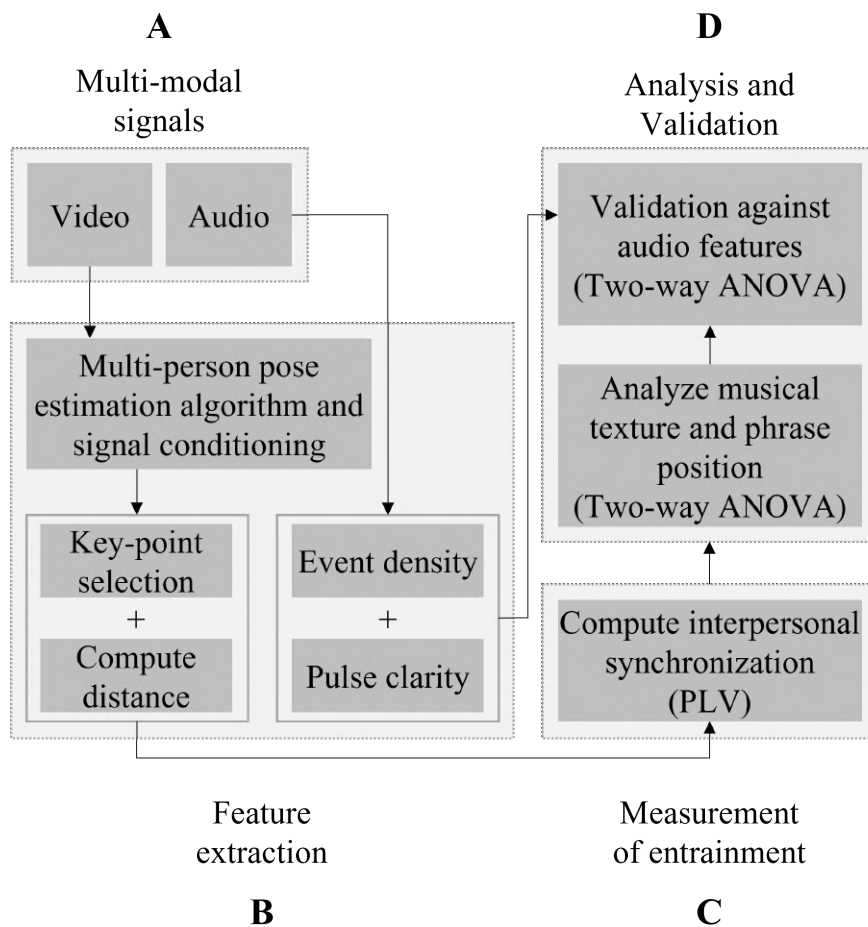 A
Multi-modal
signals
Video
Audio
Multi-person pose
estimation algorithm and
signal conditioning
Key-point
selection
+
Compute
distance
Event density
+
Pulse clarity
Feature
extraction
B
D
Analysis and
Validation
Validation against
audio features
(Two-way ANOVA)
Analyze musical
texture and phrase
position
(Two-way ANOVA)
Compute interpersonal
synchronization
(PLV)
Measurement
of entrainment
C